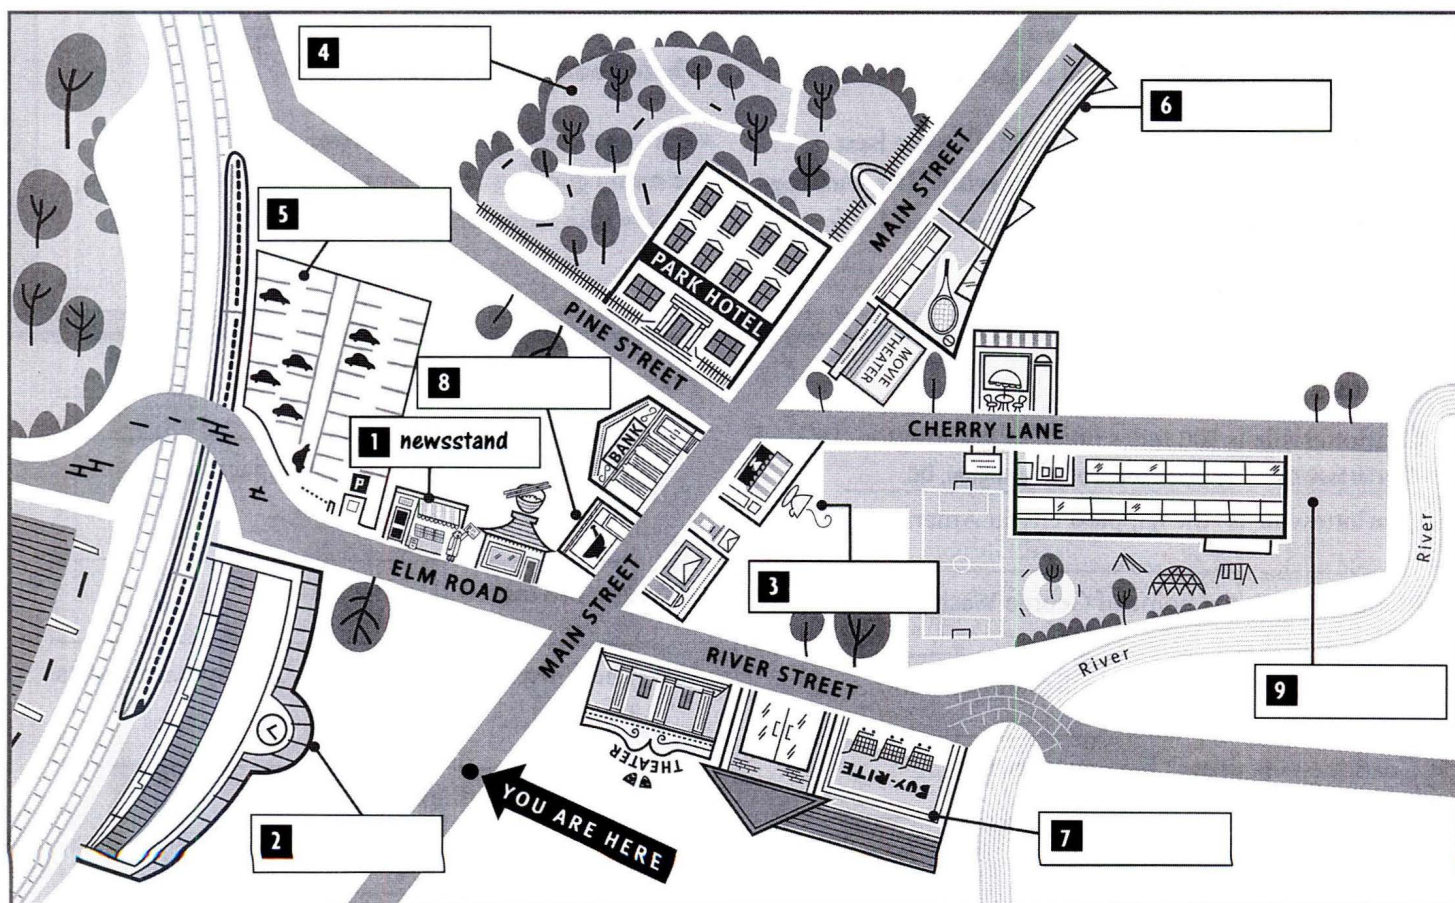 4
6
MAIN STREET
5
PARK HOTEL
PINE STREET
MOVIE
THEATER
8
1 newsstand
BANK
CHERRY LANE
P
River
ELM ROAD
MAIN STREET
3
RIVER STREET
River
9
THEATER
BUY-RITE
YOU ARE HERE
2
7